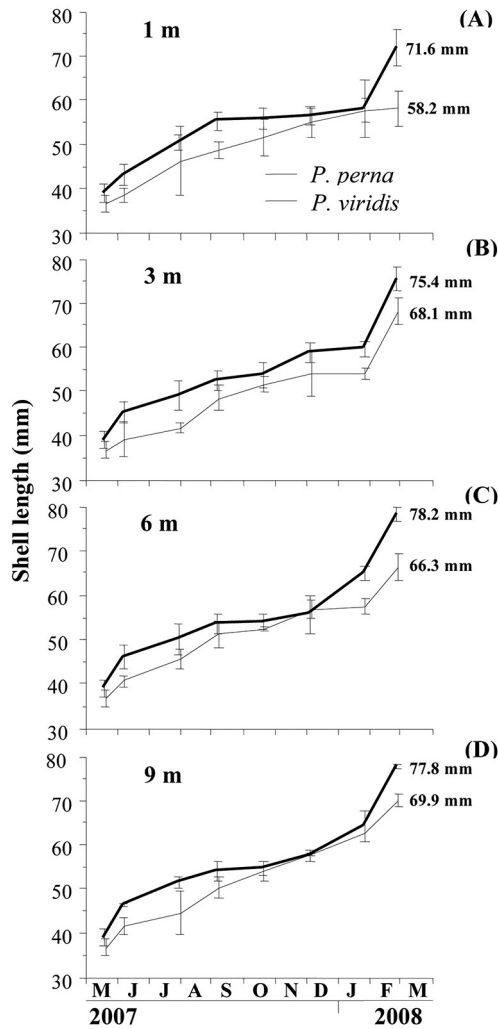 (A)
80
1 m
71.6 mm
70
60
58.2 mm
50
P. perna
40
P. viridis
30
(B)
80
3 m
75.4 mm
70
68.1 mm
60
50
40
30
Shell length (mm)
(C)
80
6 m
78.2 mm
70
66.3 mm
60
50
40
30
(D)
80
9 m
77.8 mm
70
69.9 mm
60
50
40
30
M J J A S O N D J F M
2007 2008